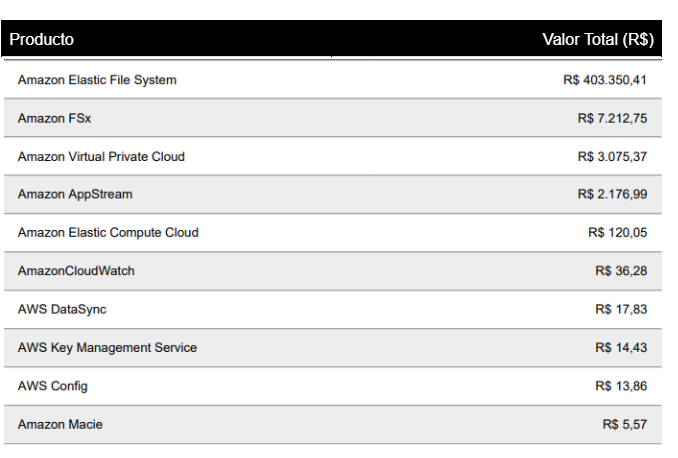 Producto Valor Total (R$)
Amazon Elastic File System R$ 403.350,41
Amazon FSx R$ 7.212,75
Amazon Virtual Private Cloud R$ 3.075,37
Amazon AppStream R$ 2.176,99
Amazon Elastic Compute Cloud R$ 120,05
AmazonCloudWatch R$ 36,28
AWS DataSync R$ 17,83
AWS Key Management Service R$ 14,43
AWS Config R$ 13,86
Amazon Macie R$ 5,57